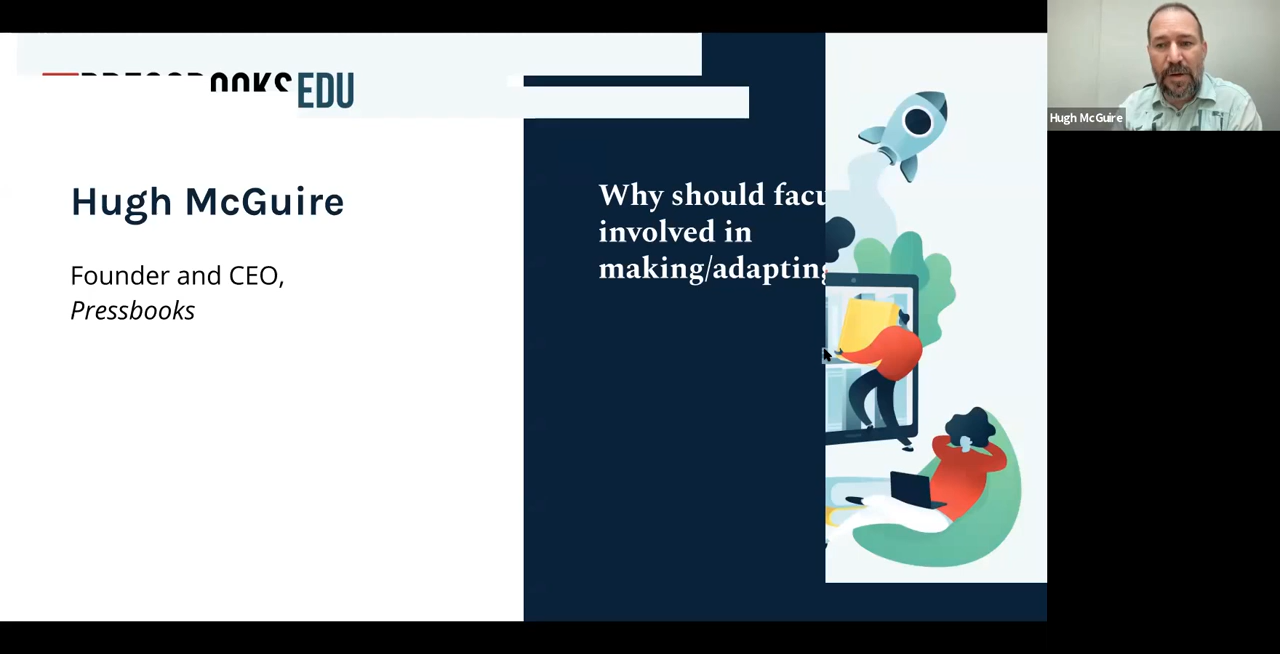 EDU
Hugh McGuire
Founder and CEO,
Pressbooks
Why should facu
involved in
making/adapting
Hugh McGuire